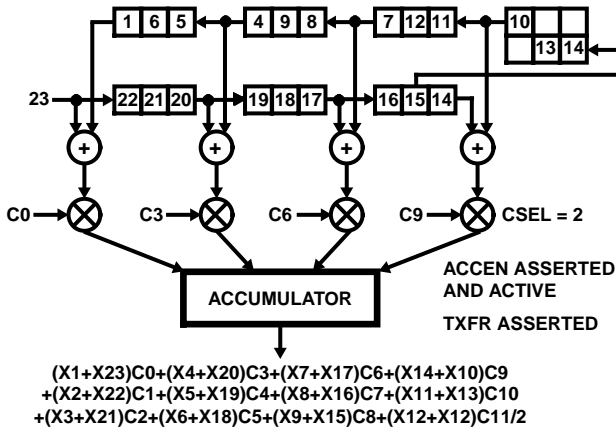 1 6 5 4 9 8 7 12 11 10
13 14
23 22 21 20 19 18 17 16 15 14
+ + + +
C0 C3 C6 C9 CSEL = 2
ACCEN ASSERTED
AND ACTIVE
ACCUMULATOR
TXFR ASSERTED
(X1+X23)C0+(X4+X20)C3+(X7+X17)C6+(X14+X10)C9
+(X2+X22)C1+(X5+X19)C4+(X8+X16)C7+(X11+X13)C10
+(X3+X21)C2+(X6+X18)C5+(X9+X15)C8+(X12+X12)C11/2